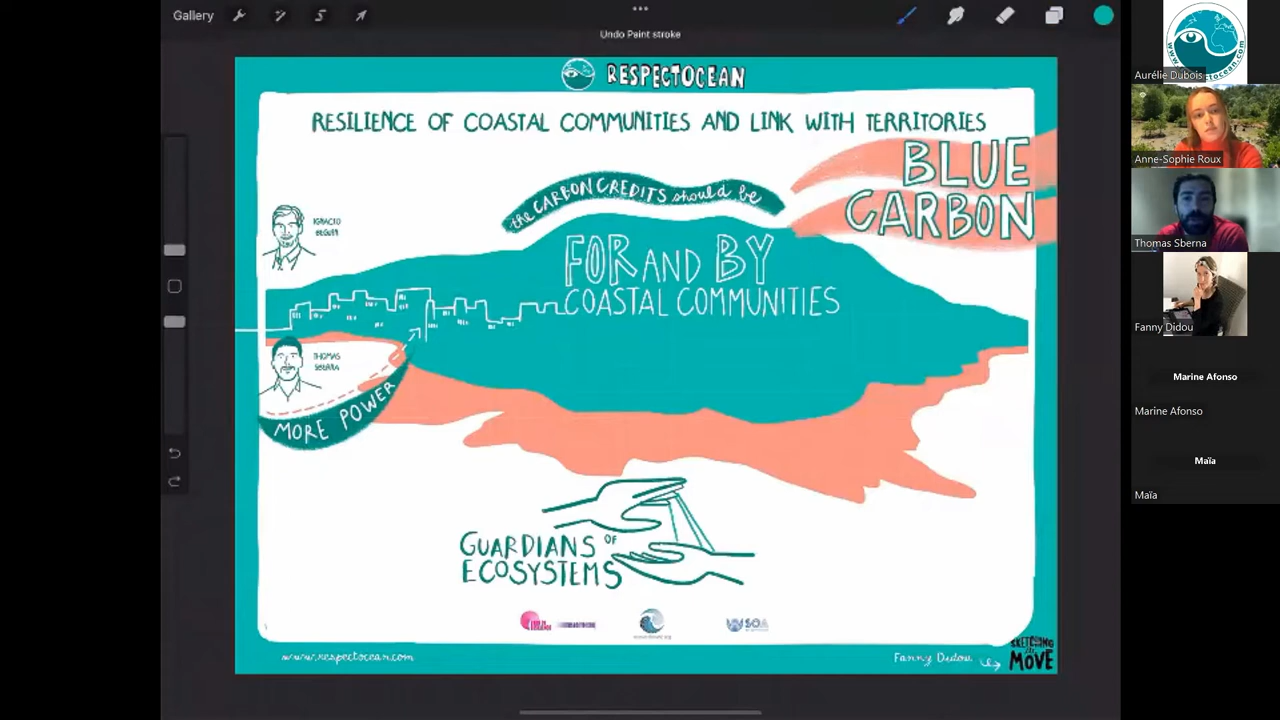 Gallery
Undo Paint stroke
RESPECTOCEAN
RESILIENCE OF COASTAL COMMUNITIES AND LINK WITH TERRITORIES
BLUE
CARBON
the CARBON CREDITS should be
FOR AND BY
COASTAL COMMUNITIES
IGNACIO
THOMAS
SBERNA
MORE POWER
GUARDIANS OF
ECOSYSTEMS
SOA
www.respectocean.com
Fanny Didou
SKETCHING
MOVE
Aurélie Dubois
Anne-Sophie Roux
Thomas Sberna
Fanny Didou
Marine Afonso
Marine Afonso
Maïa
Maïa